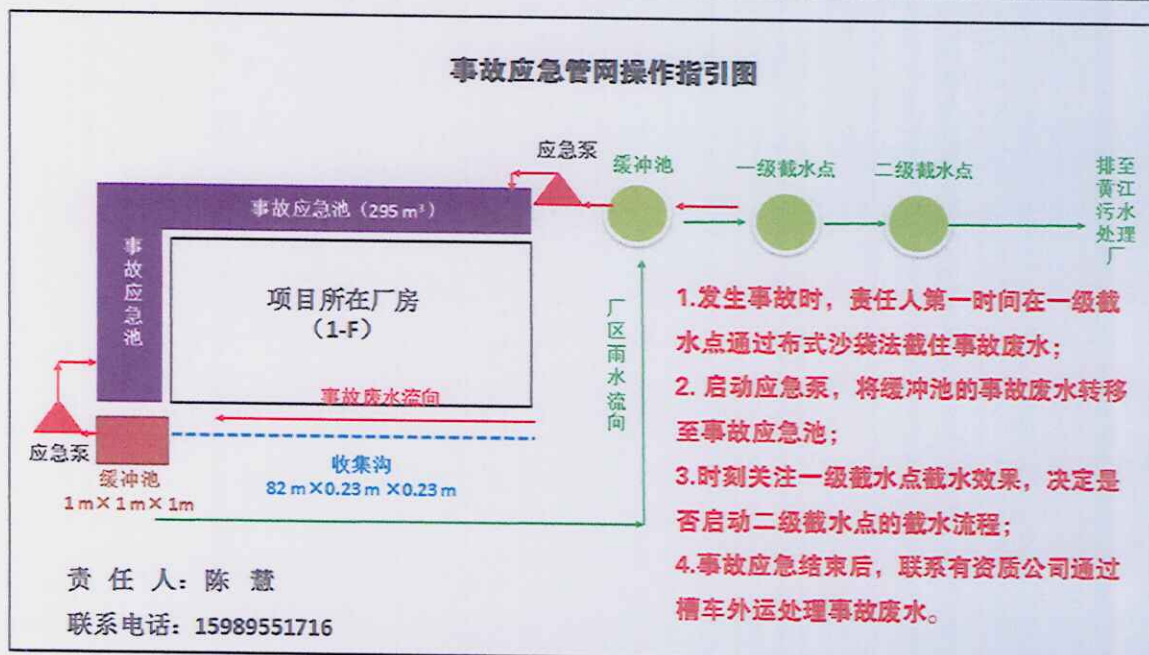 事故应急管网操作指引图
应急泵
缓冲池
一级截水点
二级截水点
排至
黄江
污水
处理
厂
事故应急池（295 m³）
事故应急池
项目所在厂房
（1-F）
厂区雨水流向
事故废水流向
应急泵
缓冲池
1 m×1 m×1m
收集沟
82 m×0.23 m×0.23 m
1.发生事故时，责任人第一时间在一级截
水点通过布式沙袋法截住事故废水；
2. 启动应急泵，将缓冲池的事故废水转移
至事故应急池；
3.时刻关注一级截水点截水效果，决定是
否启动二级截水点的截水流程；
4.事故应急结束后，联系有资质公司通过
槽车外运处理事故废水。
责 任 人：陈 慧
联系电话：15989551716